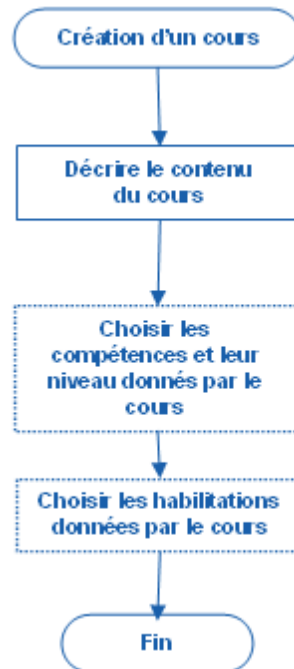 Création d'un cours
Décrire le contenu
du cours
Choisir les
compétences et leur
niveau donnés par le
cours
Choisir les habilitations
données par le cours
Fin